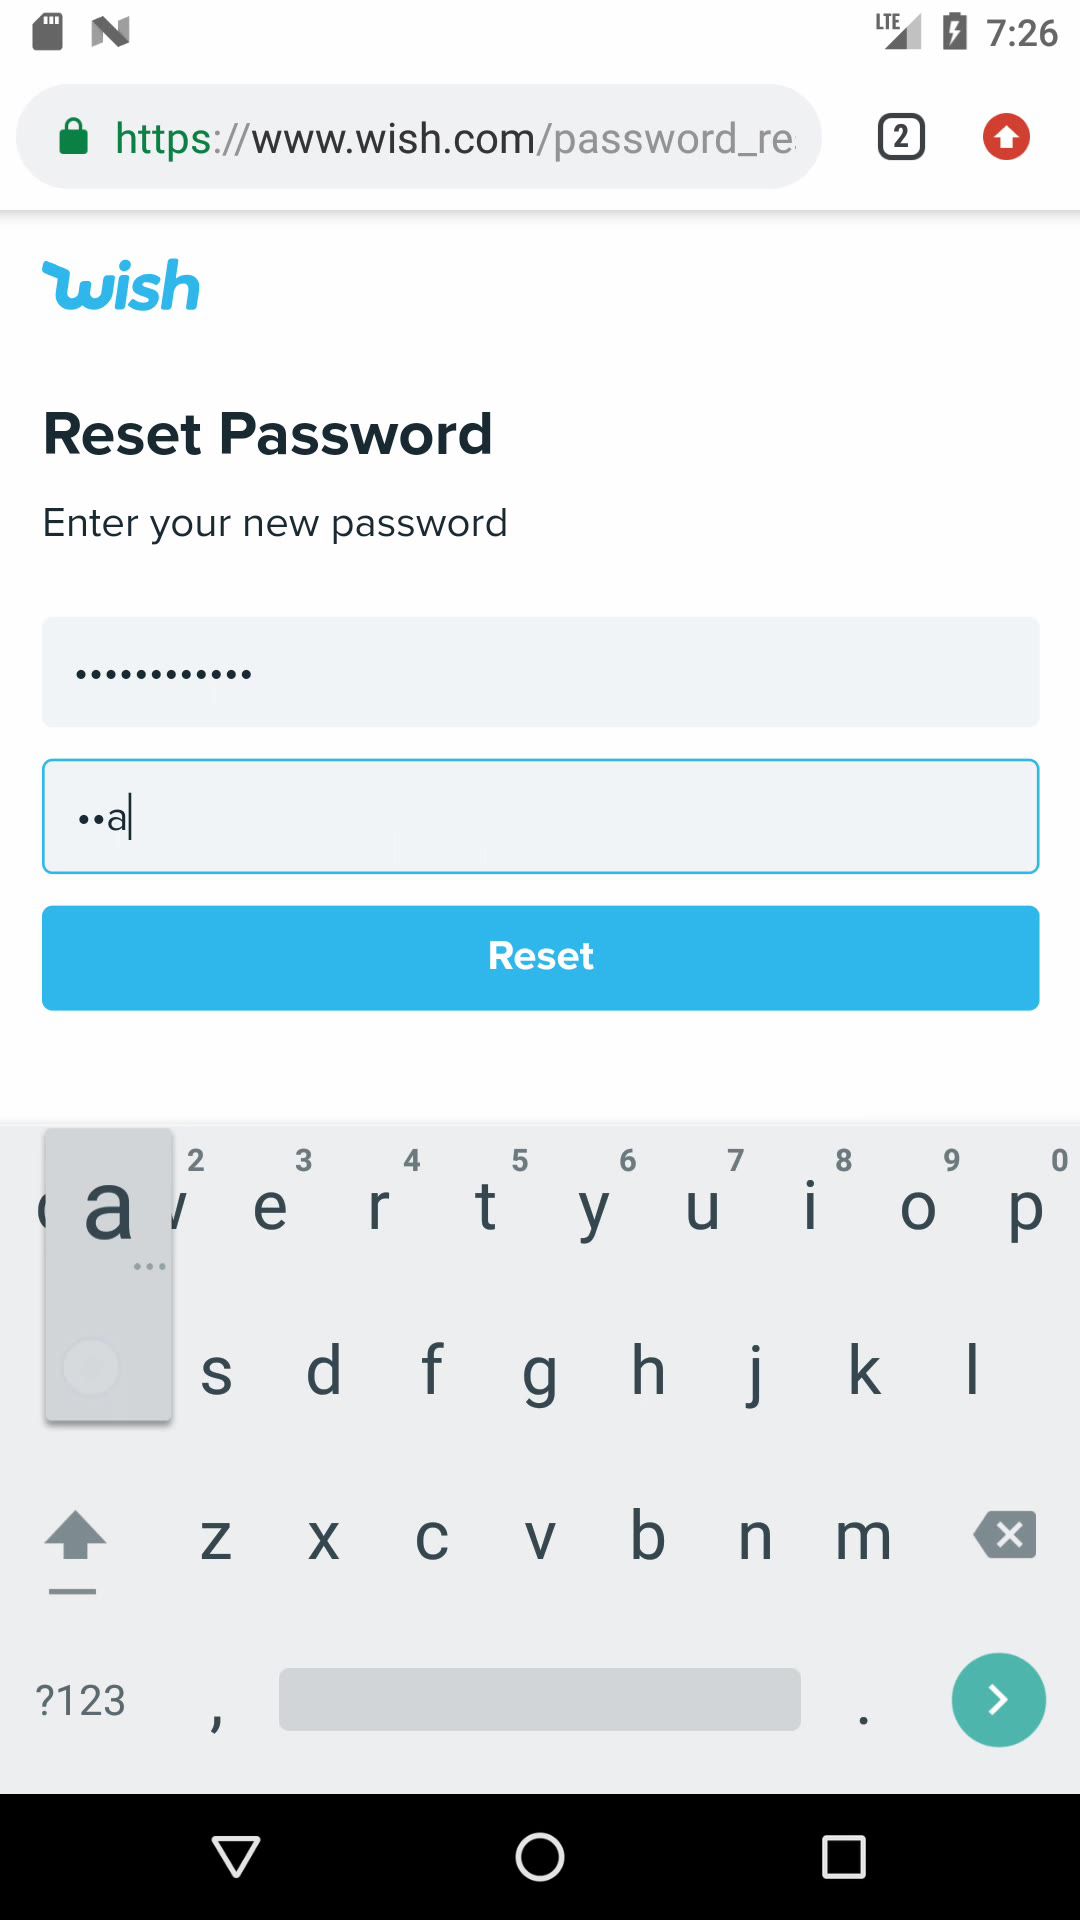 LTE 7:26
https://www.wish.com/password_re
2
wish
Reset Password
Enter your new password
••••••••••••
••a
Reset
2 3 4 5 6 7 8 9 0
a e r t y u i o p
s d f g h j k l
z x c v b n m
?123 , .